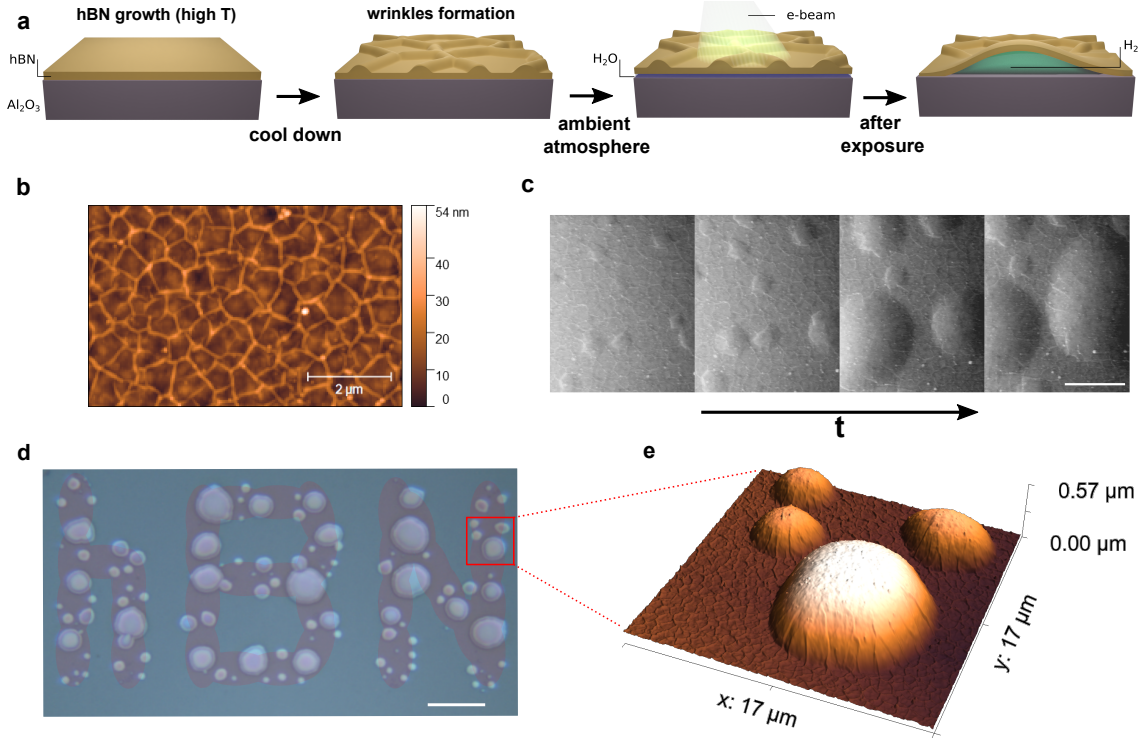 a
hBN growth (high T)
wrinkles formation
e-beam
hBN
H₂O
H₂
Al₂O₃
cool down
ambient
atmosphere
after
exposure
b
54 nm
40
30
20
10
0
2 µm
c
t
d
hBN
e
0.57 µm
0.00 µm
x: 17 µm
y: 17 µm